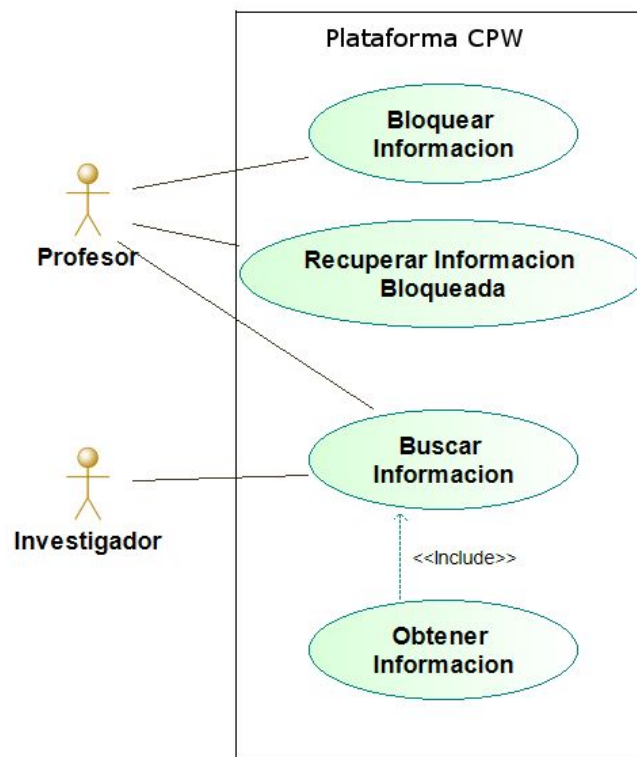 Plataforma CPW
Bloquear
Informacion
Profesor
Recuperar Informacion
Bloqueada
Buscar
Informacion
Investigador
<<Include>>
Obtener
Informacion